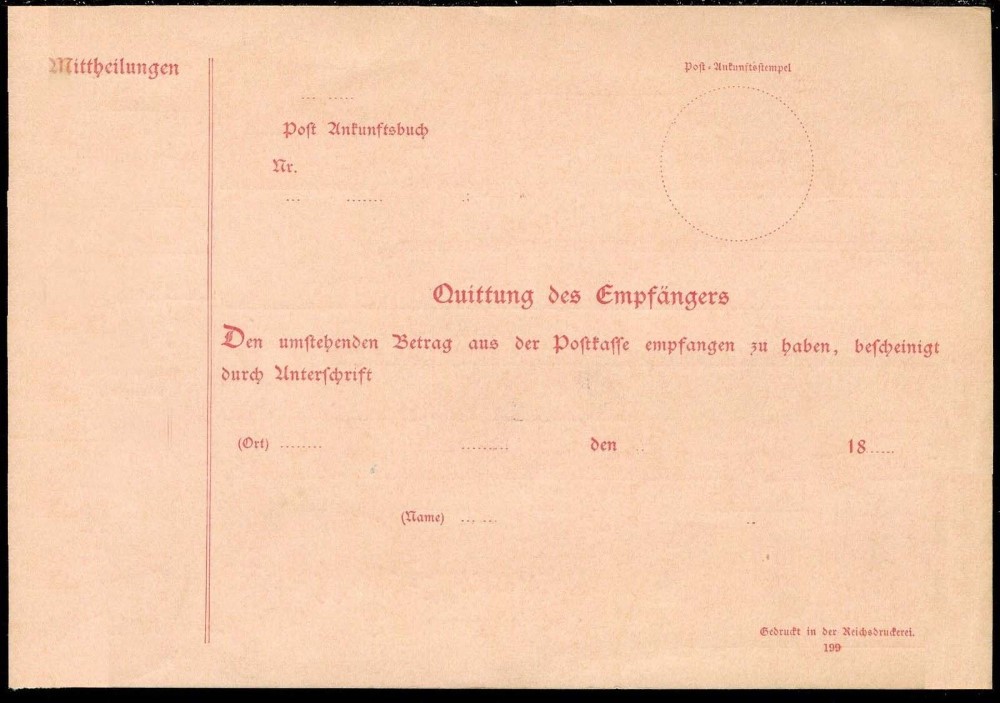 Mittheilungen
Post-Ankunftsstempel
Post Ankunftsbuch
Nr.
Quittung des Empfängers
Den umstehenden Betrag aus der Postkasse empfangen zu haben, bescheinigt
durch Unterschrift
(Ort) ........ ......... den .. 18.....
(Name) ...... ..
Gedruckt in der Reichsdruckerei.
199